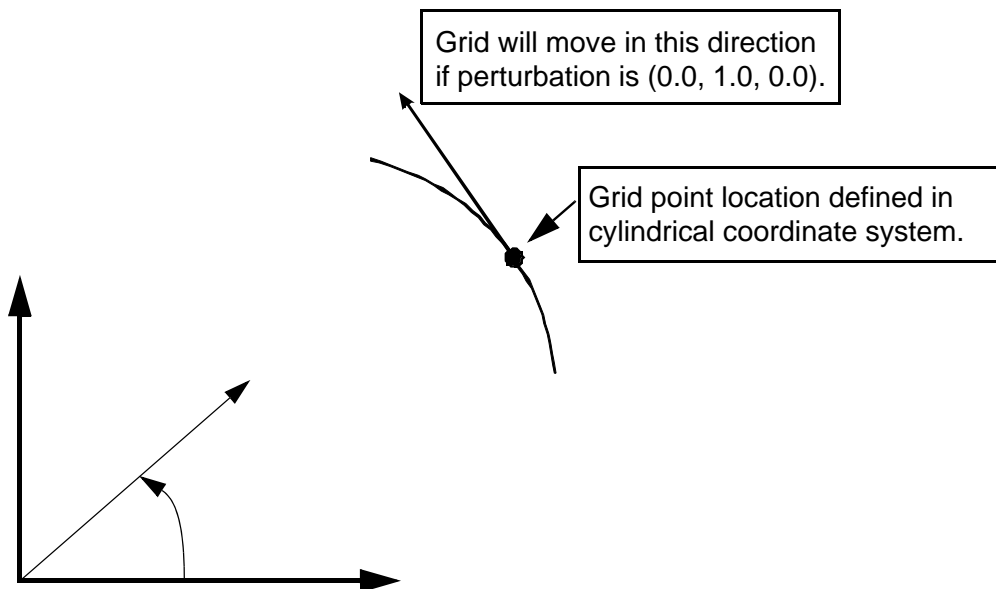 Grid will move in this direction
if perturbation is (0.0, 1.0, 0.0).
Grid point location defined in
cylindrical coordinate system.